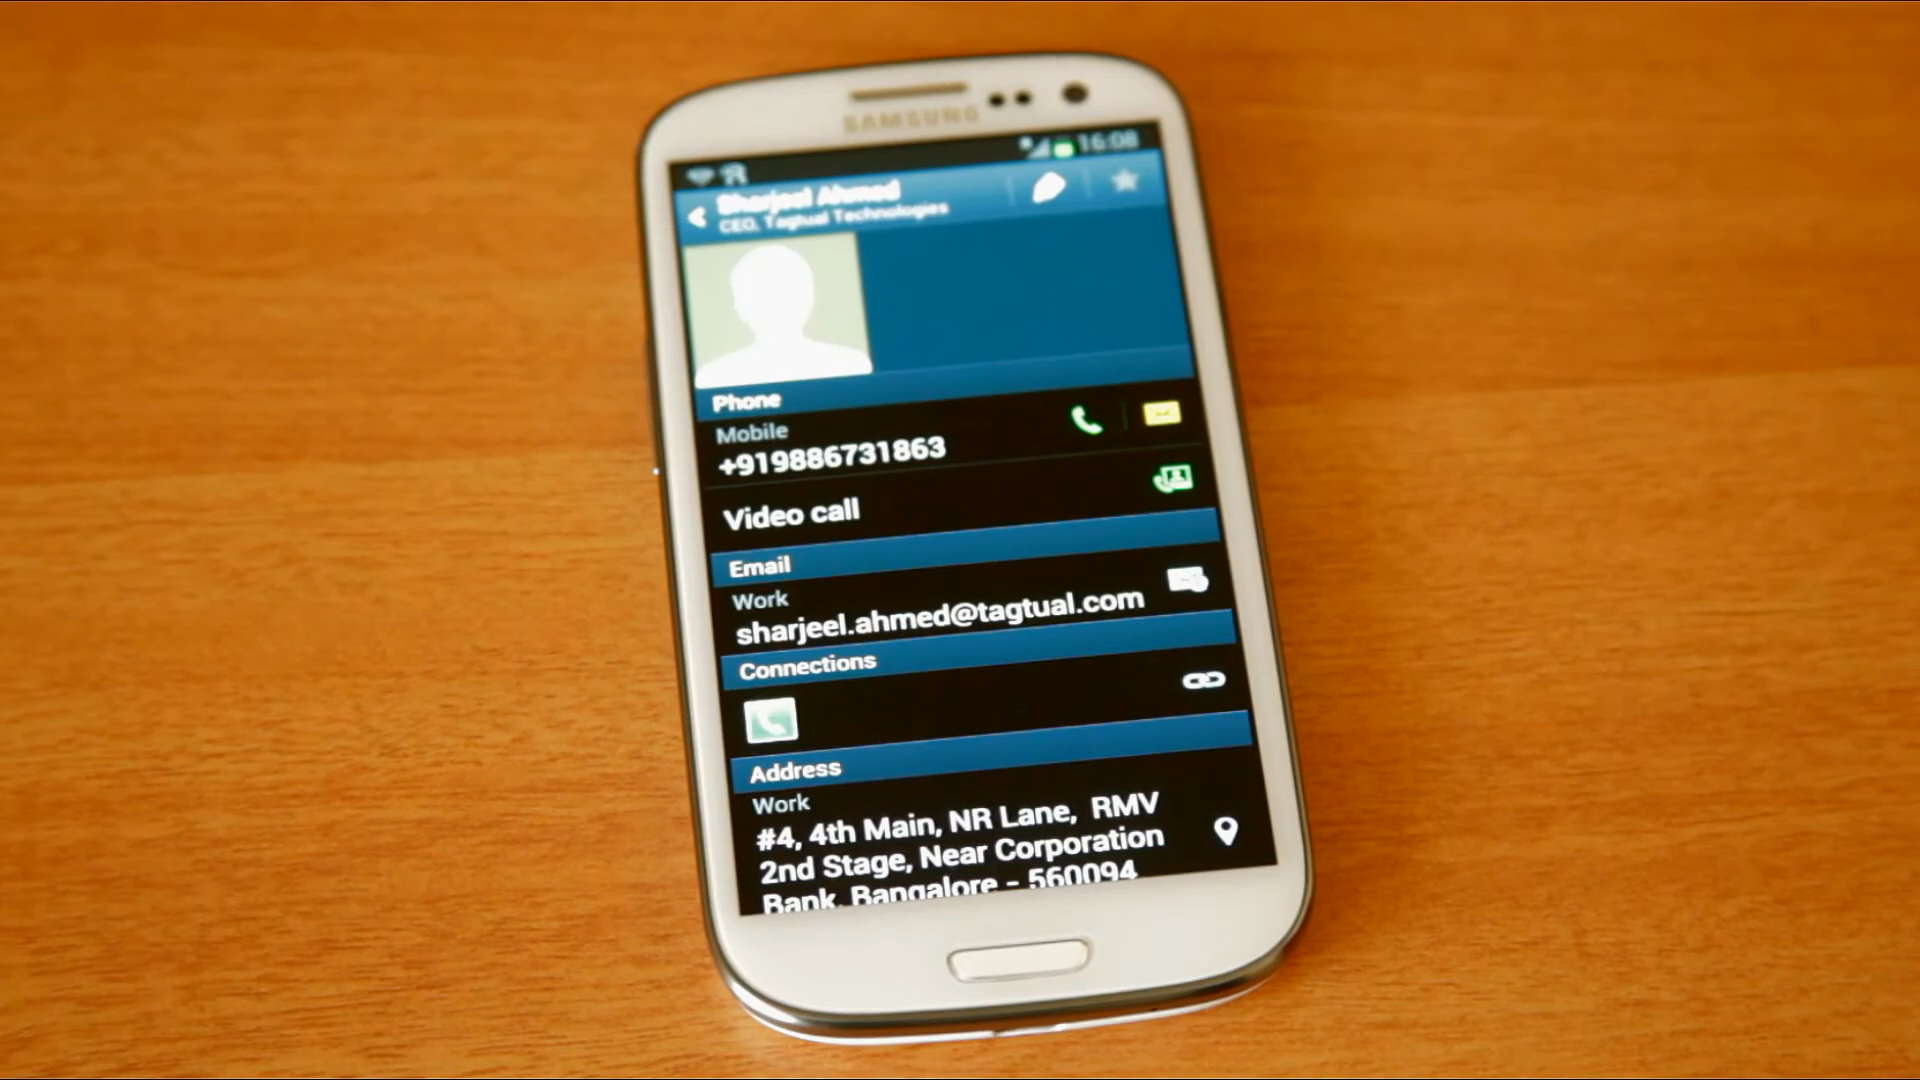 SAMSUNG
16:08
Sharjeel Ahmed
CEO, Tagtual Technologies
Phone
Mobile
+919886731863
Video call
Email
Work
sharjeel.ahmed@tagtual.com
Connections
Address
Work
#4, 4th Main, NR Lane, RMV
2nd Stage, Near Corporation
Bank, Bangalore - 560094